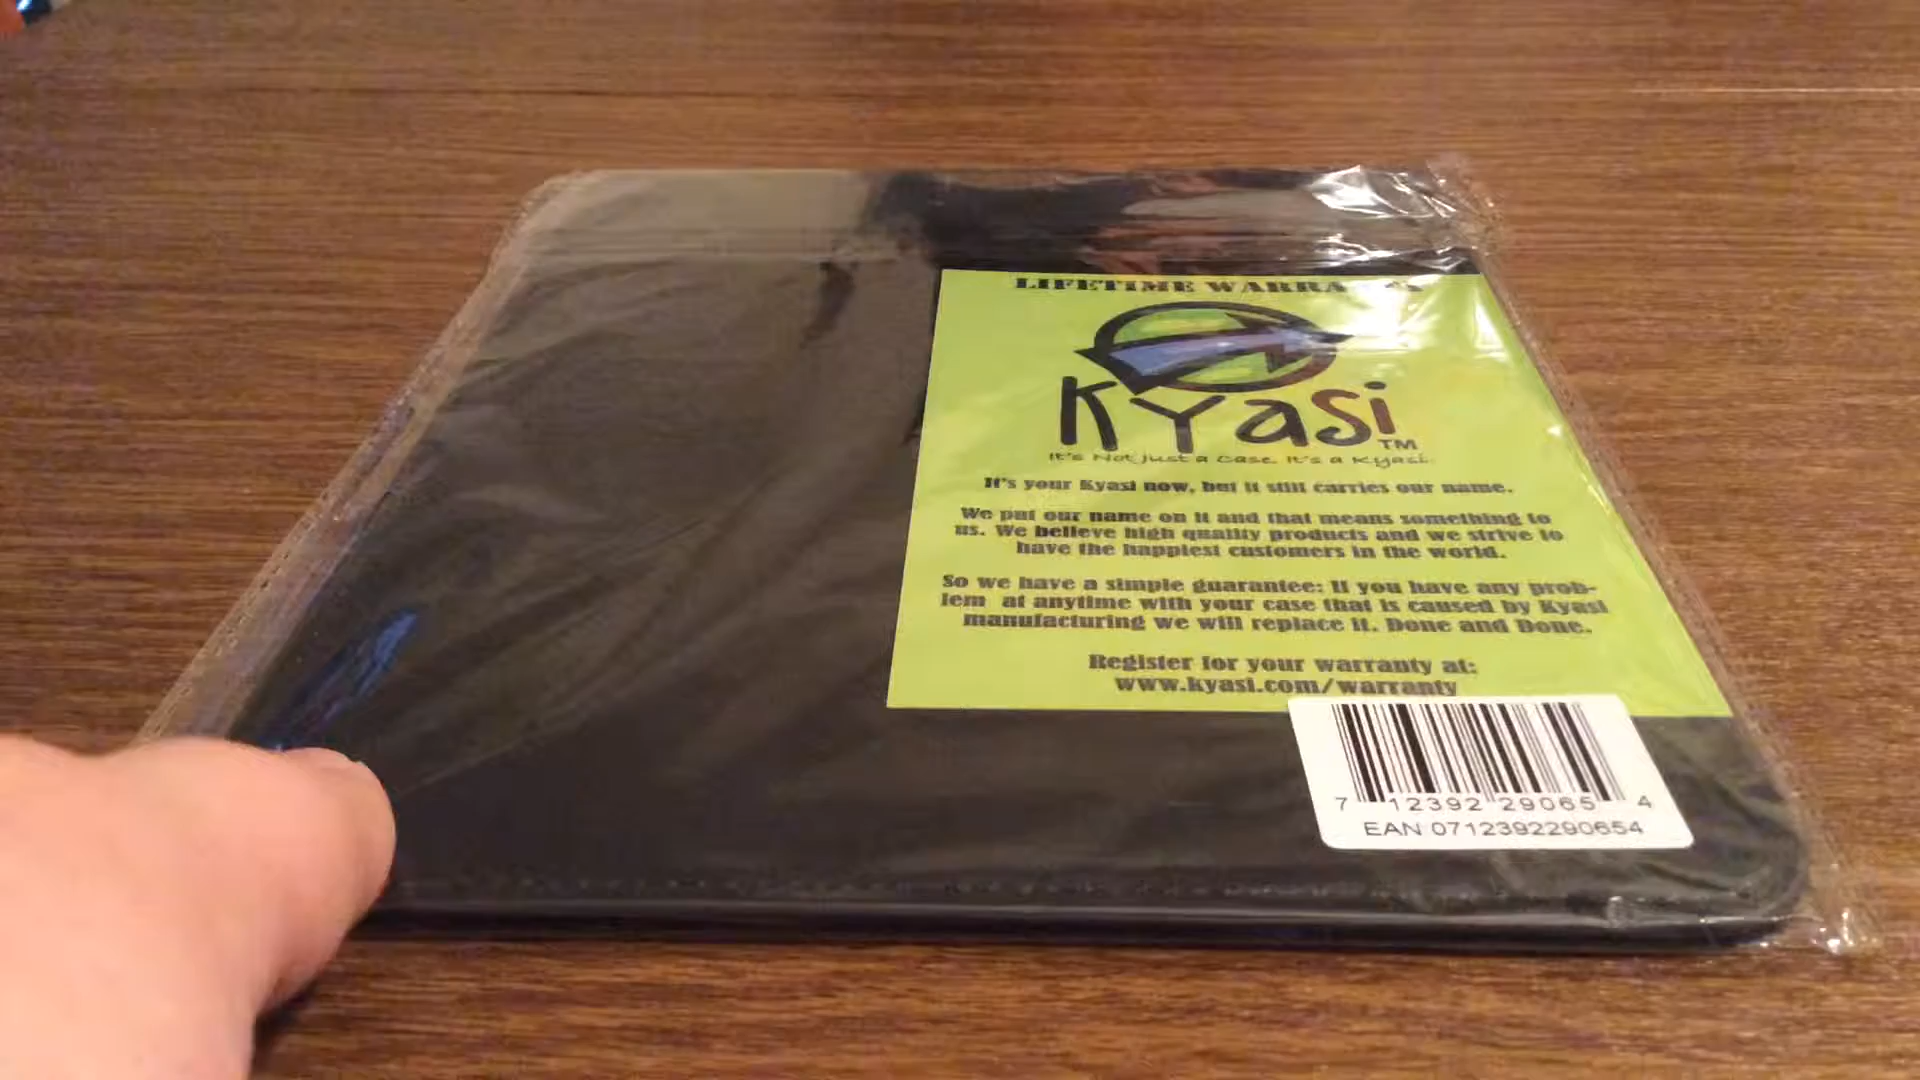 LIFETIME WARRANTY
KYasi
TM
It's Not just a case. It's a Kyasi.
It's your Kyasi now, but it still carries our name.
We put our name on it and that means something to
us. We believe high quality products and we strive to
have the happiest customers in the world.
So we have a simple guarantee: If you have any prob-
lem at anytime with your case that is caused by Kyasi
manufacturing we will replace it. Done and Done.
Register for your warranty at:
www.kyasi.com/warranty
7 12392 29065 4
EAN 0712392290654